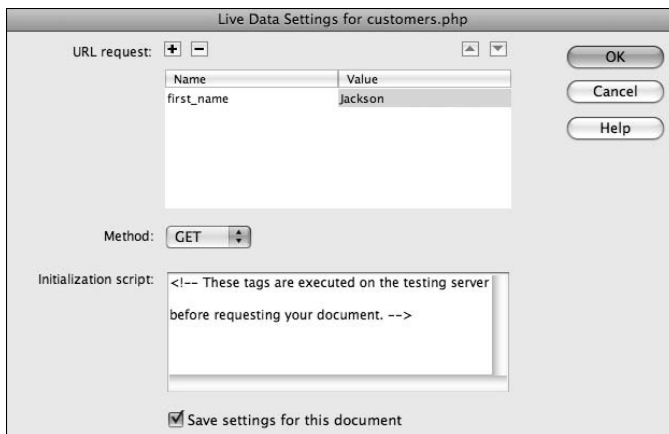 Live Data Settings for customers.php
URL request:
OK
Name Value
first_name Jackson
Cancel
Help
Method: GET
Initialization script: <!-- These tags are executed on the testing server
before requesting your document. -->
Save settings for this document